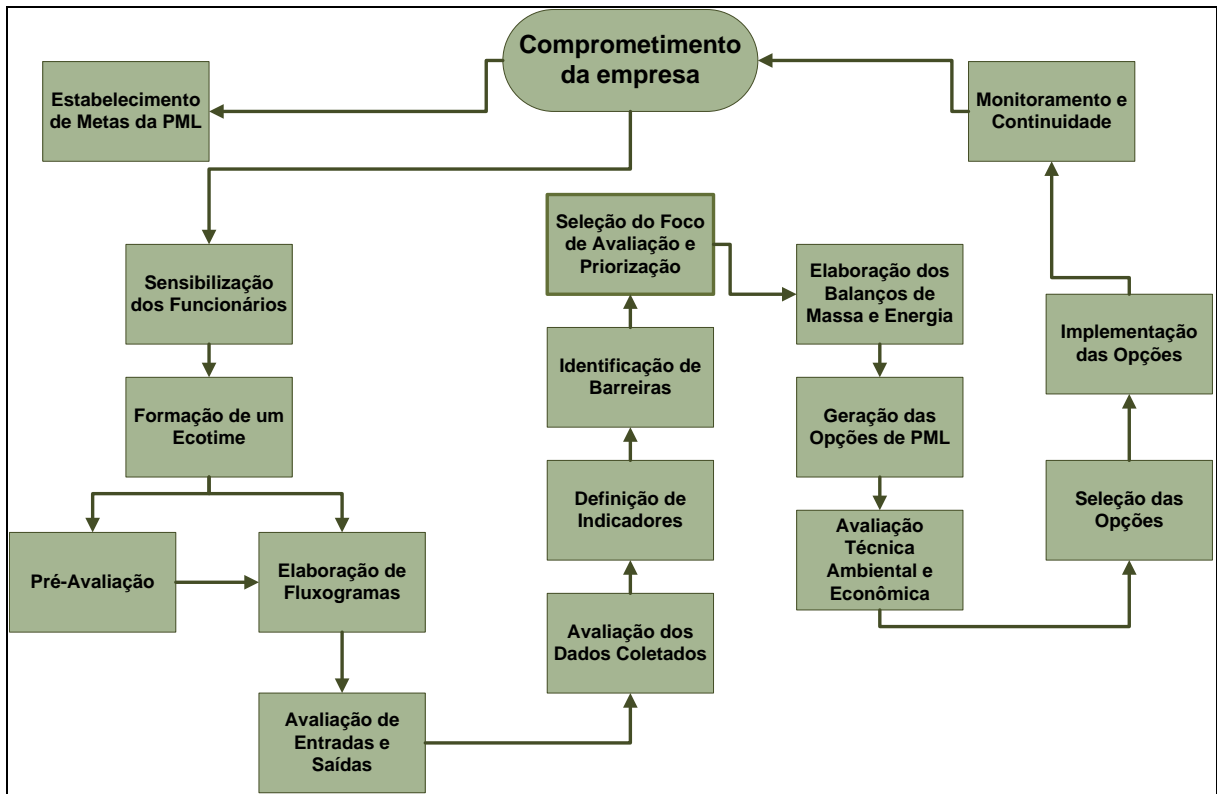 Comprometimento
da empresa
Estabelecimento
de Metas da PML
Monitoramento e
Continuidade
Sensibilização
dos Funcionários
Formação de um
Ecotime
Pré-Avaliação
Elaboração de
Fluxogramas
Avaliação de
Entradas e
Saídas
Avaliação dos
Dados Coletados
Definição de
Indicadores
Identificação de
Barreiras
Seleção do Foco
de Avaliação e
Priorização
Elaboração dos
Balanços de
Massa e Energia
Geração das
Opções de PML
Avaliação
Técnica
Ambiental e
Econômica
Seleção das
Opções
Implementação
das Opções